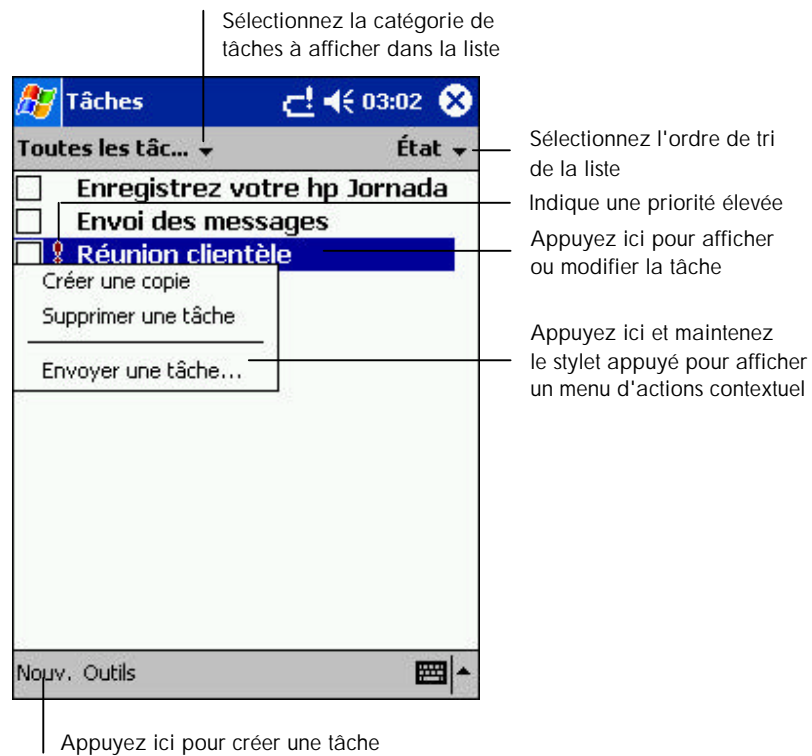 Sélectionnez la catégorie de
tâches à afficher dans la liste
Tâches
03:02
Toutes les tâc...
État
Sélectionnez l'ordre de tri
de la liste
Enregistrez votre hp Jornada
Indique une priorité élevée
Envoi des messages
Réunion clientèle
Appuyez ici pour afficher
ou modifier la tâche
Créer une copie
Supprimer une tâche
Envoyer une tâche...
Appuyez ici et maintenez
le stylet appuyé pour afficher
un menu d'actions contextuel
Nouv. Outils
Appuyez ici pour créer une tâche